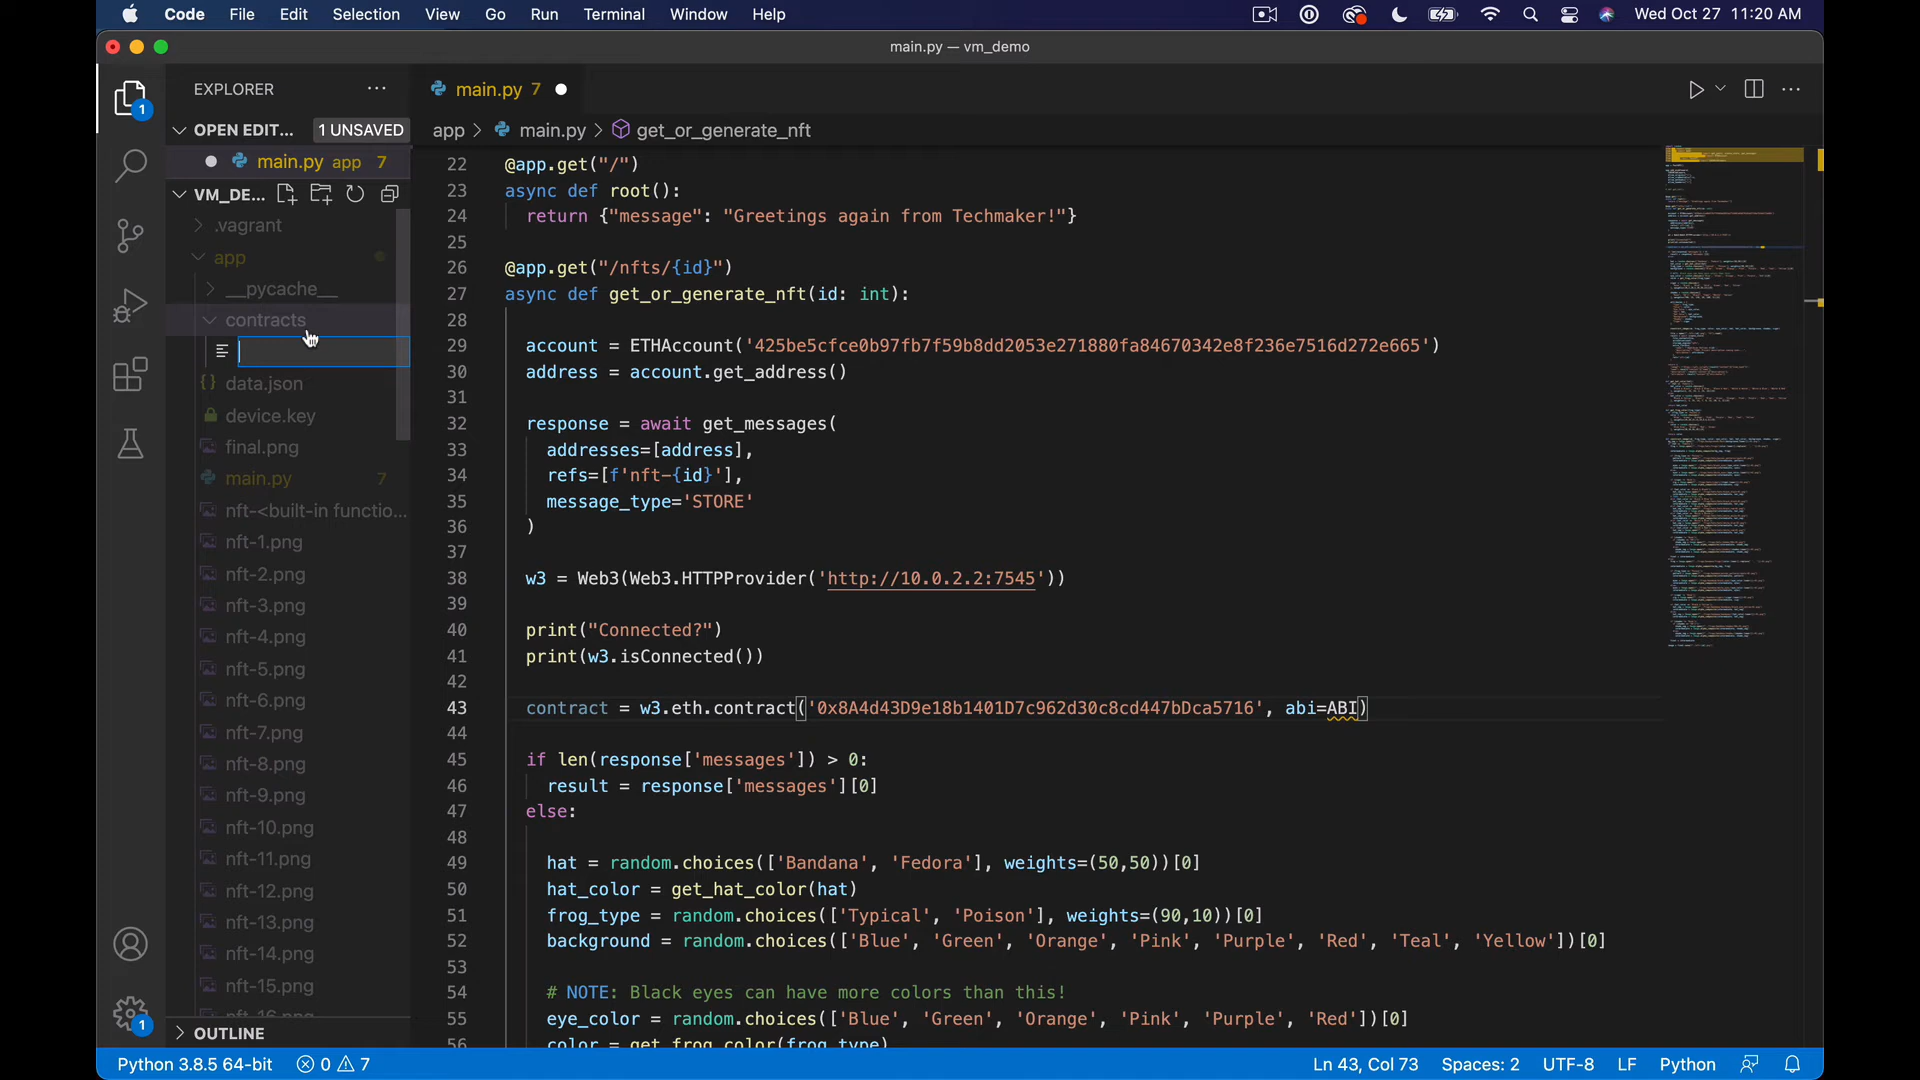 Code File Edit Selection View Go Run Terminal Window Help Wed Oct 27 11:20 AM
main.py — vm_demo
EXPLORER ···
main.py 7
OPEN EDIT... 1 UNSAVED
app > main.py > get_or_generate_nft
main.py app 7
VM_DE...
.vagrant
app
__pycache__
contracts
data.json
device.key
final.png
main.py 7
nft-<built-in functio...
nft-1.png
nft-2.png
nft-3.png
nft-4.png
nft-5.png
nft-6.png
nft-7.png
nft-8.png
nft-9.png
nft-10.png
nft-11.png
nft-12.png
nft-13.png
nft-14.png
nft-15.png
OUTLINE
22 @app.get("/")
23 async def root():
24 return {"message": "Greetings again from Techmaker!"}
25
26 @app.get("/nfts/{id}")
27 async def get_or_generate_nft(id: int):
28
29 account = ETHAccount('425be5cfce0b97fb7f59b8dd2053e271880fa84670342e8f236e7516d272e665')
30 address = account.get_address()
31
32 response = await get_messages(
33 addresses=[address],
34 refs=[f'nft-{id}'],
35 message_type='STORE'
36 )
37
38 w3 = Web3(Web3.HTTPProvider('http://10.0.2.2:7545'))
39
40 print("Connected?")
41 print(w3.isConnected())
42
43 contract = w3.eth.contract('0x8A4d43D9e18b1401D7c962d30c8cd447bDca5716', abi=ABI)
44
45 if len(response['messages']) > 0:
46 result = response['messages'][0]
47 else:
48
49 hat = random.choices(['Bandana', 'Fedora'], weights=(50,50))[0]
50 hat_color = get_hat_color(hat)
51 frog_type = random.choices(['Typical', 'Poison'], weights=(90,10))[0]
52 background = random.choices(['Blue', 'Green', 'Orange', 'Pink', 'Purple', 'Red', 'Teal', 'Yellow'])[0]
53
54 # NOTE: Black eyes can have more colors than this!
55 eye_color = random.choices(['Blue', 'Green', 'Orange', 'Pink', 'Purple', 'Red'])[0]
56 color = get_frog_color(frog_type)
1
1
Python 3.8.5 64-bit 0 7 Ln 43, Col 73 Spaces: 2 UTF-8 LF Python